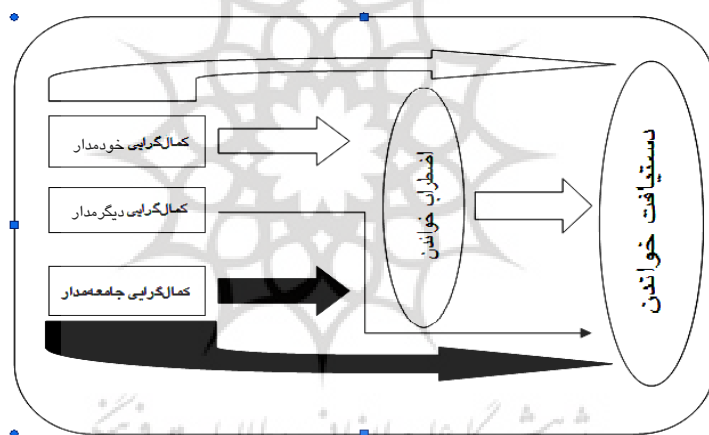 کمال‌گرایی خودمدار
کمال‌گرایی دیگرمدار
کمال‌گرایی جامعه‌مدار
اضطراب خواندن
دستیافت خواندن